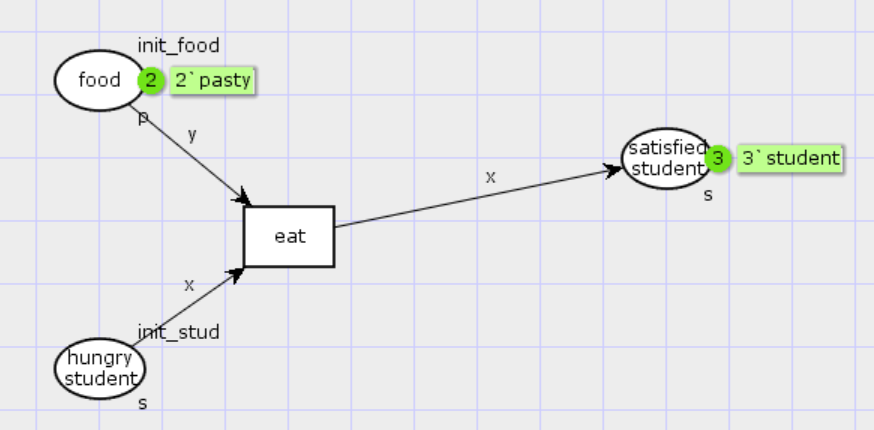 init_food
food
2
2`pasty
p
y
satisfied
student
3
3`student
s
x
eat
x
init_stud
hungry
student
s